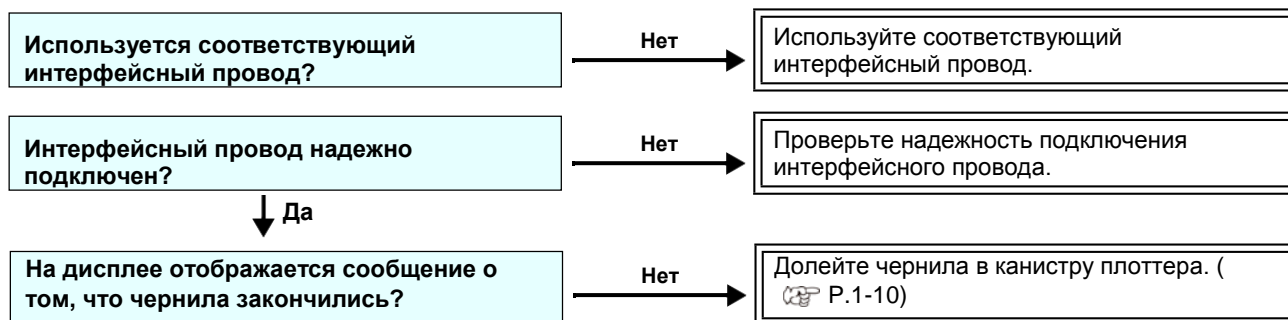 Используется соответствующий
интерфейсный провод?
Нет
Используйте соответствующий
интерфейсный провод.
Интерфейсный провод надежно
подключен?
Нет
Проверьте надежность подключения
интерфейсного провода.
Да
На дисплее отображается сообщение о
том, что чернила закончились?
Нет
Долейте чернила в канистру плоттера. (
P.1-10)